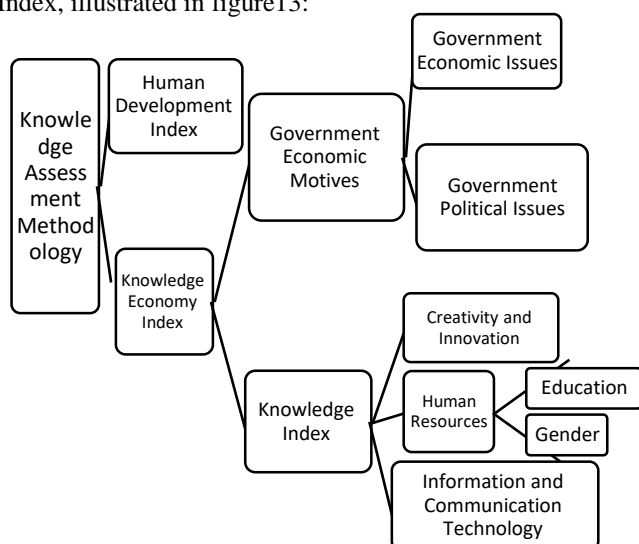 Index, illustrated in figure13:
Knowle
dge
Assess
ment
Method
ology
Human
Development
Index
Knowledge
Economy
Index
Government
Economic
Motives
Government
Economic Issues
Government
Political Issues
Knowledge
Index
Creativity and
Innovation
Human
Resources
Education
Gender
Information and
Communication
Technology